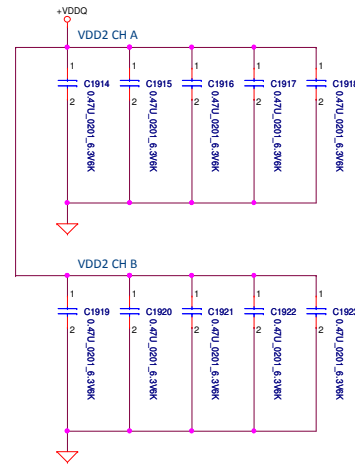 +VDDQ
VDD2 CH A
1 1 1 1 1
C1914 C1915 C1916 C1917 C1918
0.47U_0201_6.3V6K 0.47U_0201_6.3V6K 0.47U_0201_6.3V6K 0.47U_0201_6.3V6K 0.47U_0201_6.3V6K
2 2 2 2 2
VDD2 CH B
1 1 1 1 1
C1919 C1920 C1921 C1922 C192
0.47U_0201_6.3V6K 0.47U_0201_6.3V6K 0.47U_0201_6.3V6K 0.47U_0201_6.3V6K 0.47U_0201_6.3V6K
2 2 2 2 2